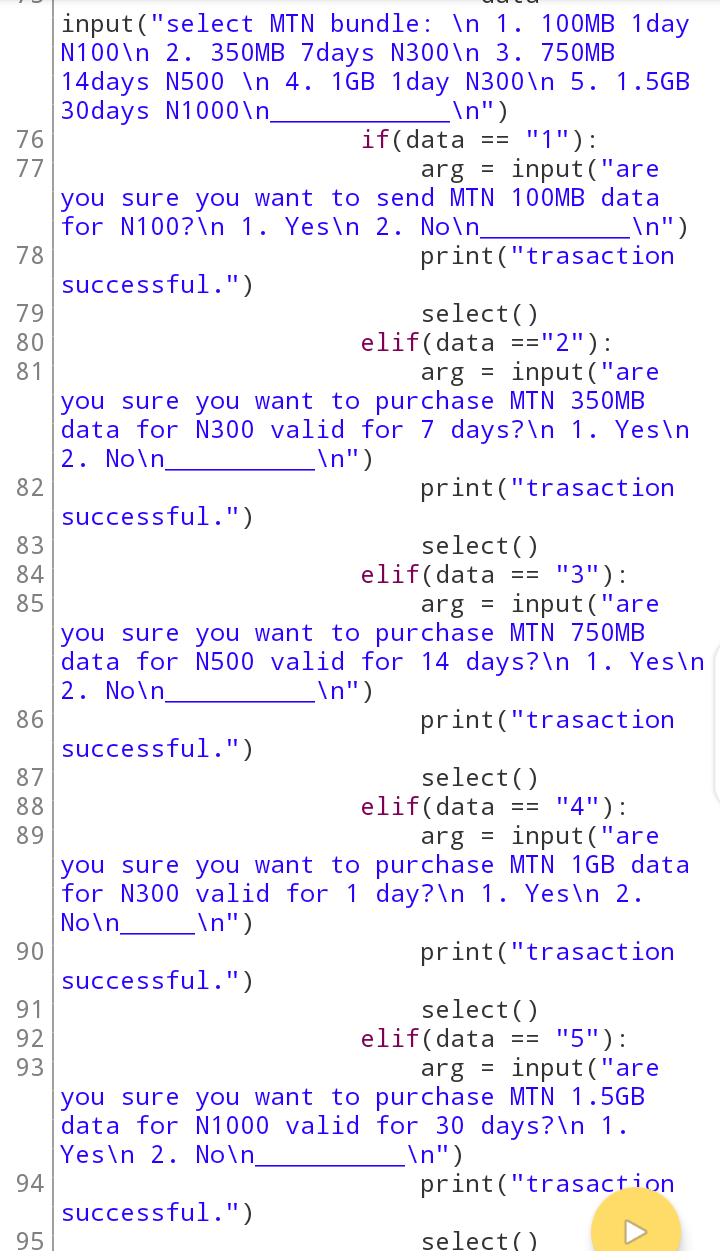 input("select MTN bundle: \n 1. 100MB 1day
N100\n 2. 350MB 7days N300\n 3. 750MB
14days N500 \n 4. 1GB 1day N300\n 5. 1.5GB
30days N1000\n____________\n")
76 if(data == "1"):
77 arg = input("are
you sure you want to send MTN 100MB data
for N100?\n 1. Yes\n 2. No\n__________\n")
78 print("trasaction
successful.")
79 select()
80 elif(data =="2"):
81 arg = input("are
you sure you want to purchase MTN 350MB
data for N300 valid for 7 days?\n 1. Yes\n
2. No\n__________\n")
82 print("trasaction
successful.")
83 select()
84 elif(data == "3"):
85 arg = input("are
you sure you want to purchase MTN 750MB
data for N500 valid for 14 days?\n 1. Yes\n
2. No\n__________\n")
86 print("trasaction
successful.")
87 select()
88 elif(data == "4"):
89 arg = input("are
you sure you want to purchase MTN 1GB data
for N300 valid for 1 day?\n 1. Yes\n 2.
No\n_____\n")
90 print("trasaction
successful.")
91 select()
92 elif(data == "5"):
93 arg = input("are
you sure you want to purchase MTN 1.5GB
data for N1000 valid for 30 days?\n 1.
Yes\n 2. No\n__________\n")
94 print("trasaction
successful.")
95 select()